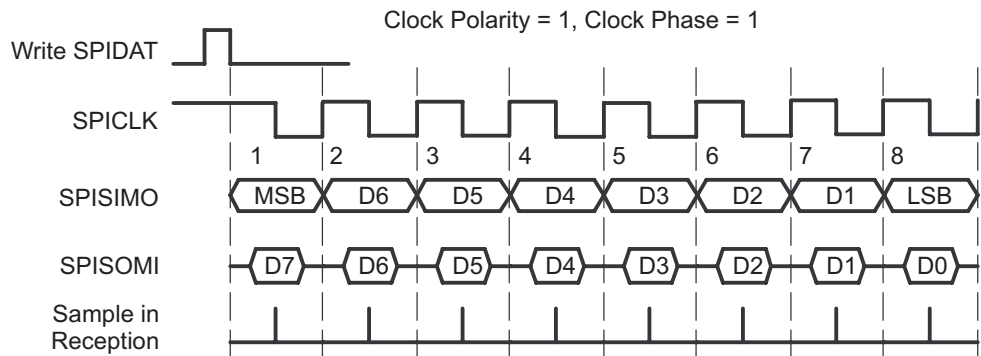 Clock Polarity = 1, Clock Phase = 1
Write SPIDAT
SPICLK
1 2 3 4 5 6 7 8
SPISIMO MSB D6 D5 D4 D3 D2 D1 LSB
SPISOMI D7 D6 D5 D4 D3 D2 D1 D0
Sample in
Reception